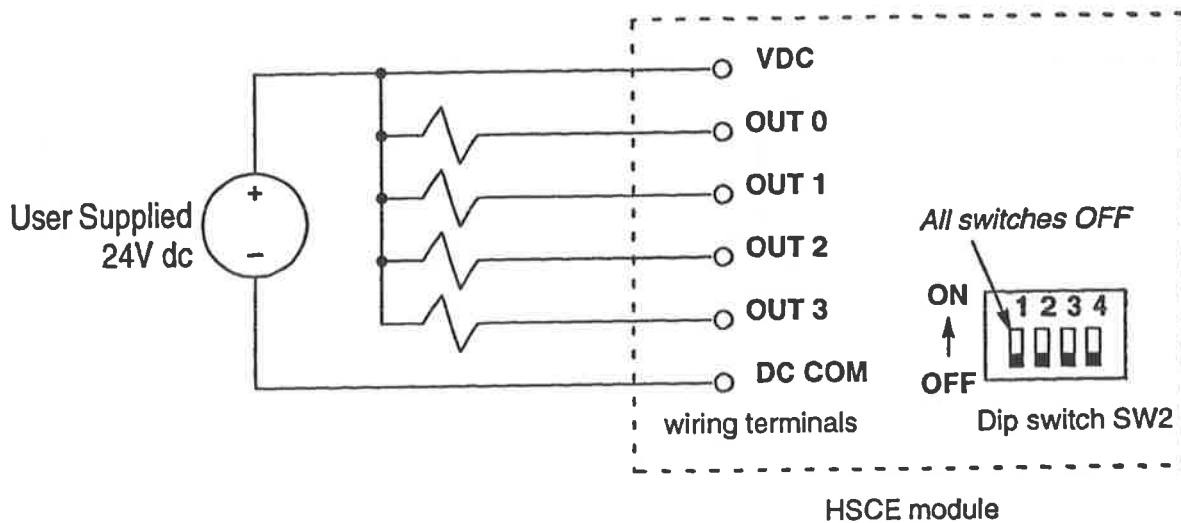 VDC
OUT 0
OUT 1
OUT 2
OUT 3
DC COM
wiring terminals
+
User Supplied
24V dc
−
All switches OFF
ON
OFF
1 2 3 4
Dip switch SW2
HSCE module